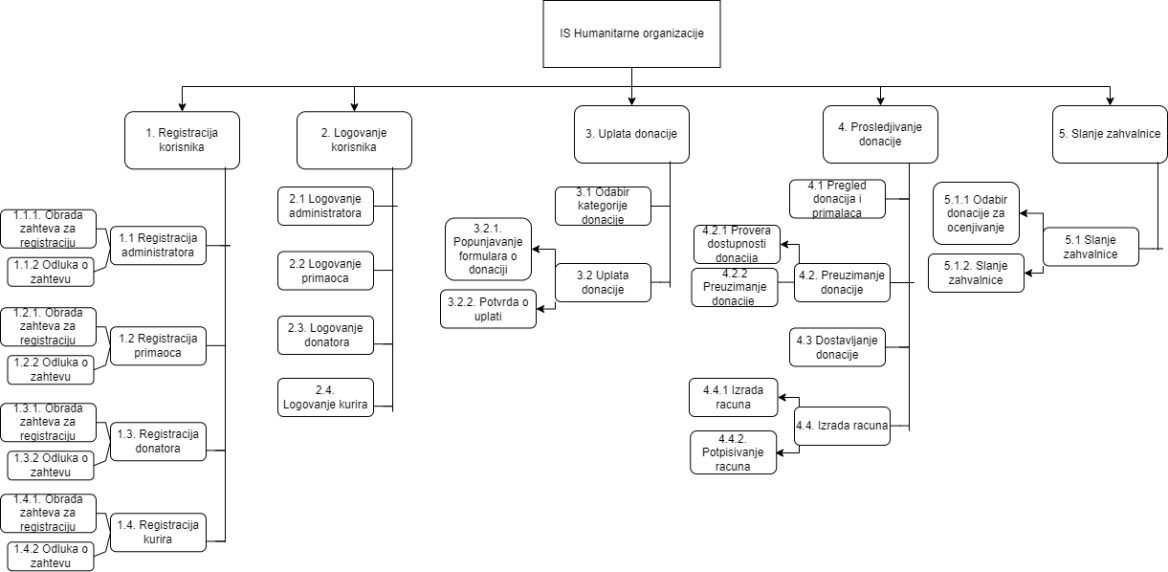 IS Humanitarne organizacije
1. Registracija
korisnika
2. Logovanje
korisnika
3. Uplata donacije
4. Prosledjivanje
donacije
5. Slanje zahvalnice
1.1.1. Obrada
zahteva za
registraciju
1.1.2 Odluka o
zahtevu
1.1 Registracija
administratora
1.2.1. Obrada
zahteva za
registraciju
1.2.2 Odluka o
zahtevu
1.2 Registracija
primaoca
1.3.1. Obrada
zahteva za
registraciju
1.3.2 Odluka o
zahtevu
1.3. Registracija
donatora
1.4.1. Obrada
zahteva za
registraciju
1.4.2 Odluka o
zahtevu
1.4. Registracija
kurira
2.1 Logovanje
administratora
2.2 Logovanje
primaoca
2.3. Logovanje
donatora
2.4.
Logovanje kurira
3.1 Odabir
kategorije
donacije
3.2.1.
Popunjavanje
formulara o
donaciji
3.2.2. Potvrda o
uplati
3.2 Uplata
donacije
4.1 Pregled
donacija i
primalaca
4.2.1 Provera
dostupnosti
donacija
4.2.2
Preuzimanje
donacije
4.2. Preuzimanje
donacije
4.3 Dostavljanje
donacije
4.4.1 Izrada
racuna
4.4.2.
Potpisivanje
racuna
4.4. Izrada racuna
5.1.1 Odabir
donacije za
ocenjivanje
5.1.2. Slanje
zahvalnice
5.1 Slanje
zahvalnice